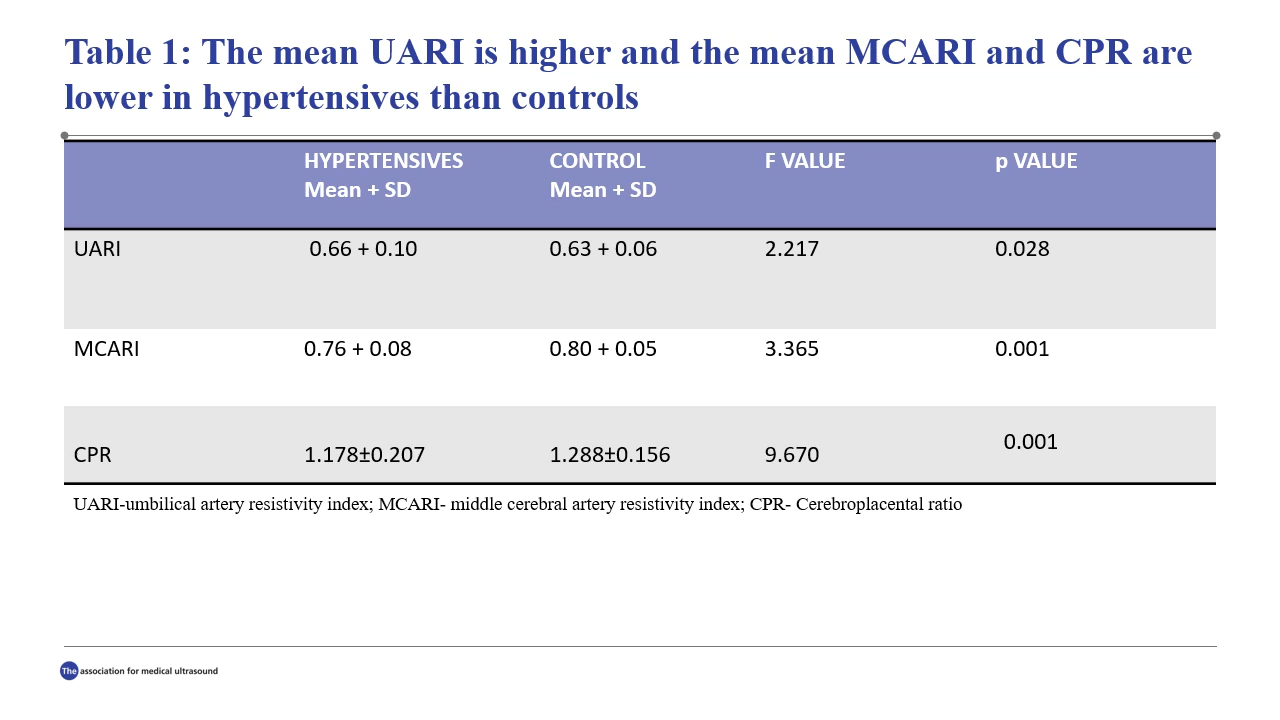 Table 1: The mean UARI is higher and the mean MCARI and CPR are
lower in hypertensives than controls
HYPERTENSIVES CONTROL F VALUE p VALUE
Mean + SD Mean + SD
UARI 0.66 + 0.10 0.63 + 0.06 2.217 0.028
MCARI 0.76 + 0.08 0.80 + 0.05 3.365 0.001
CPR 1.178±0.207 1.288±0.156 9.670 0.001
UARI-umbilical artery resistivity index; MCARI- middle cerebral artery resistivity index; CPR- Cerebroplacental ratio
The association for medical ultrasound